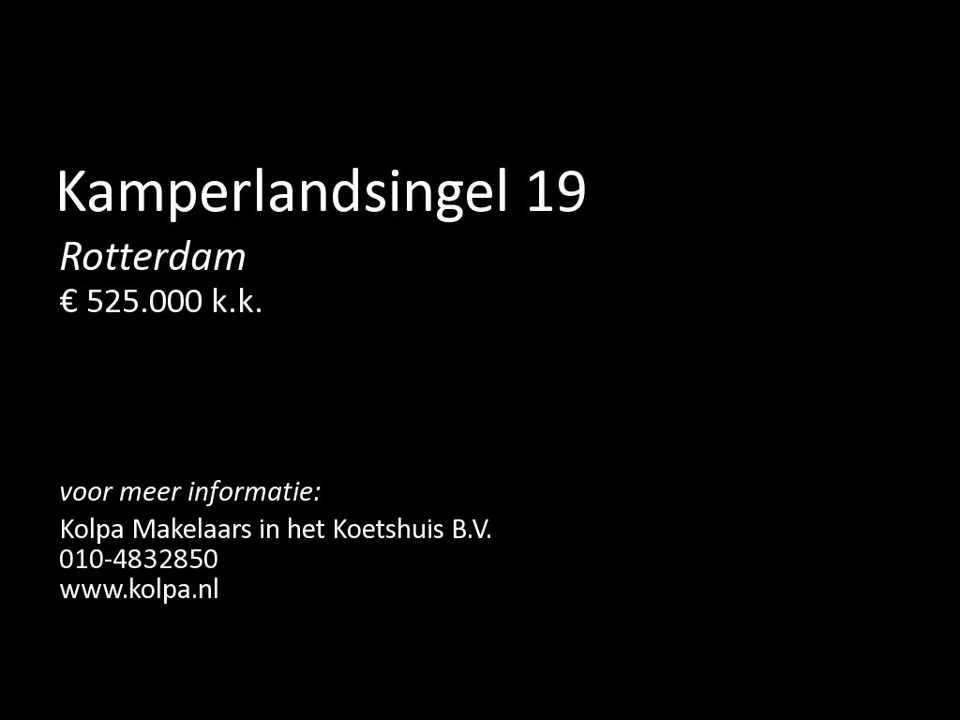 Kamperlandsingel 19
Rotterdam
€ 525.000 k.k.
voor meer informatie:
Kolpa Makelaars in het Koetshuis B.V.
010-4832850
www.kolpa.nl